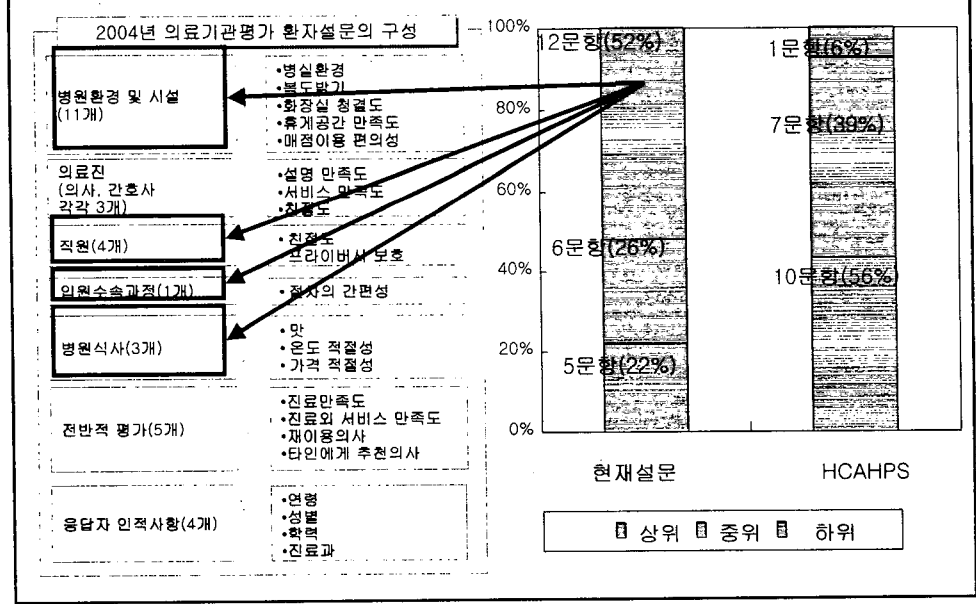 2004년 의료기관평가 환자설문의 구성
병원환경 및 시설
(11개)
•병실환경
•복도밝기
•화장실 청결도
•휴게공간 만족도
•매점이용 편의성
의료진
(의사, 간호사
각각 3개)
•설명 만족도
•서비스 만족도
•친절도
직원(4개)
•친절도
프라이버시 보호
입원수속과정(1개)
•절차의 간편성
병원식사(3개)
•맛
•온도 적절성
•가격 적절성
전반적 평가(5개)
•진료만족도
•진료외 서비스 만족도
•재이용의사
•타인에게 추천의사
응답자 인적사항(4개)
•연령
•성별
•학력
•진료과
100%
80%
60%
40%
20%
0%
12문항(52%)
6문항(26%)
5문항(22%)
1문항(6%)
7문항(39%)
10문항(56%)
현재설문
HCAHPS
상위 중위 하위